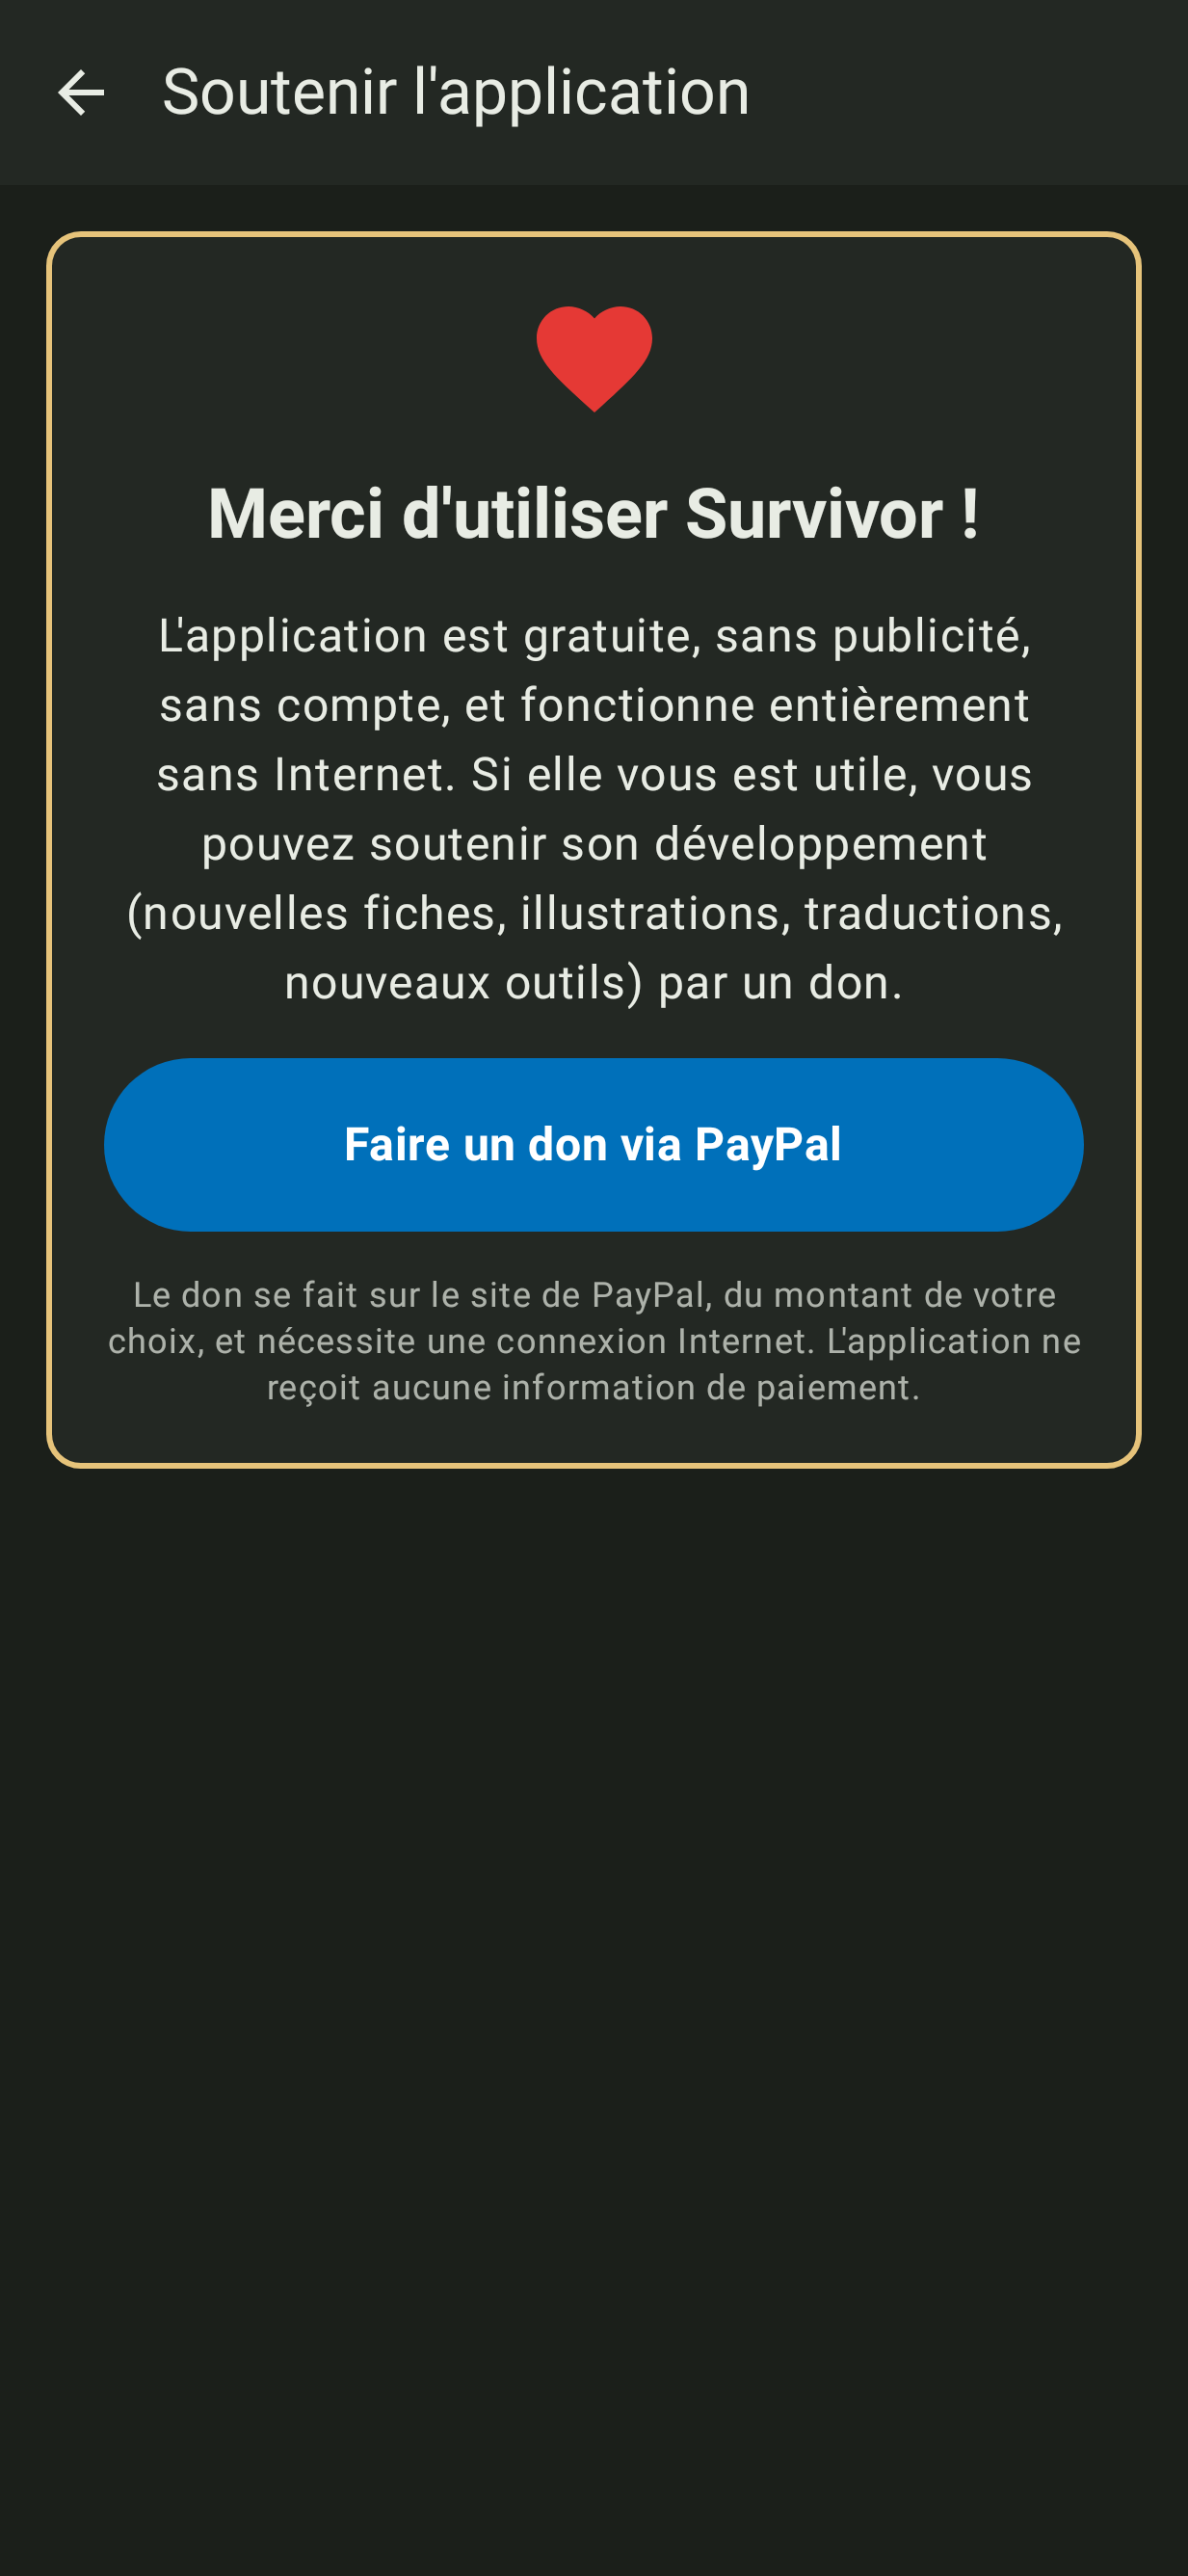 Soutenir l'application
Merci d'utiliser Survivor !
L'application est gratuite, sans publicité,
sans compte, et fonctionne entièrement
sans Internet. Si elle vous est utile, vous
pouvez soutenir son développement
(nouvelles fiches, illustrations, traductions,
nouveaux outils) par un don.
Faire un don via PayPal
Le don se fait sur le site de PayPal, du montant de votre
choix, et nécessite une connexion Internet. L'application ne
reçoit aucune information de paiement.